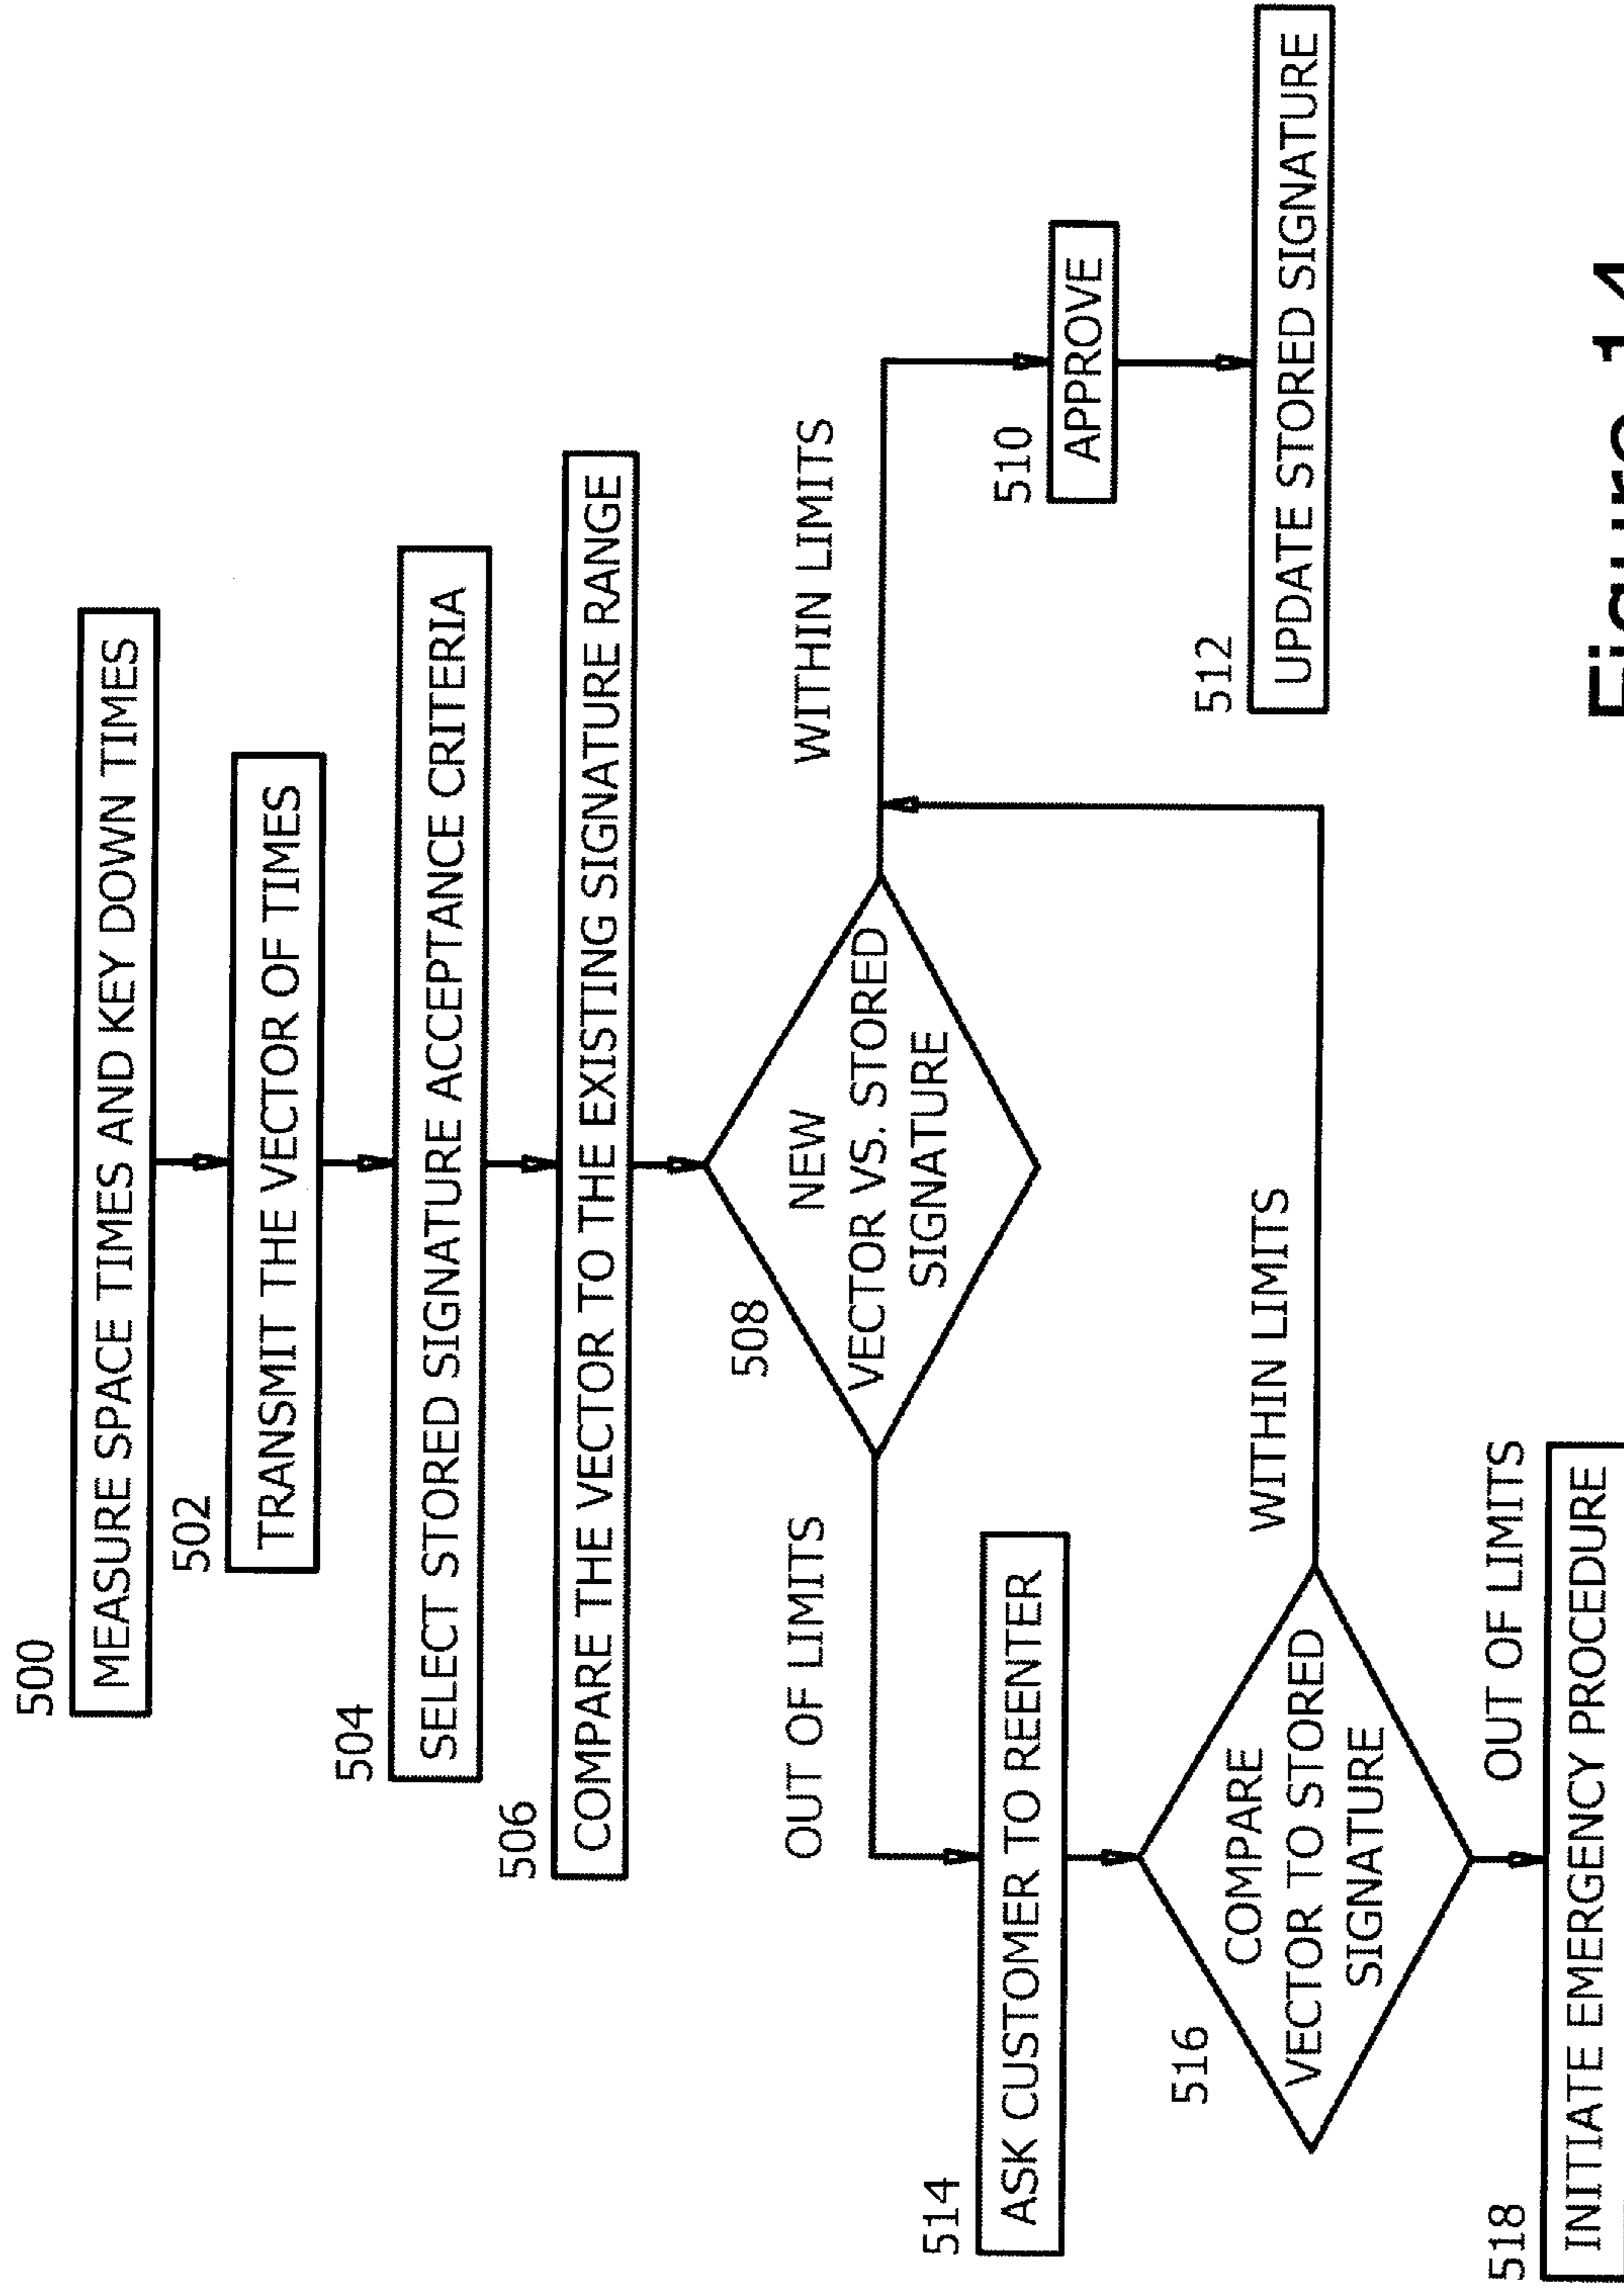 500
MEASURE SPACE TIMES AND KEY DOWN TIMES
502
TRANSMIT THE VECTOR OF TIMES
504
SELECT STORED SIGNATURE ACCEPTANCE CRITERIA
506
COMPARE THE VECTOR TO THE EXISTING SIGNATURE RANGE
508
NEW
VECTOR VS. STORED
SIGNATURE
WITHIN LIMITS
510
APPROVE
512
UPDATE STORED SIGNATURE
OUT OF LIMITS
514
ASK CUSTOMER TO REENTER
516
COMPARE
VECTOR TO STORED
SIGNATURE
WITHIN LIMITS
OUT OF LIMITS
518
INITIATE EMERGENCY PROCEDURE
Figure 14